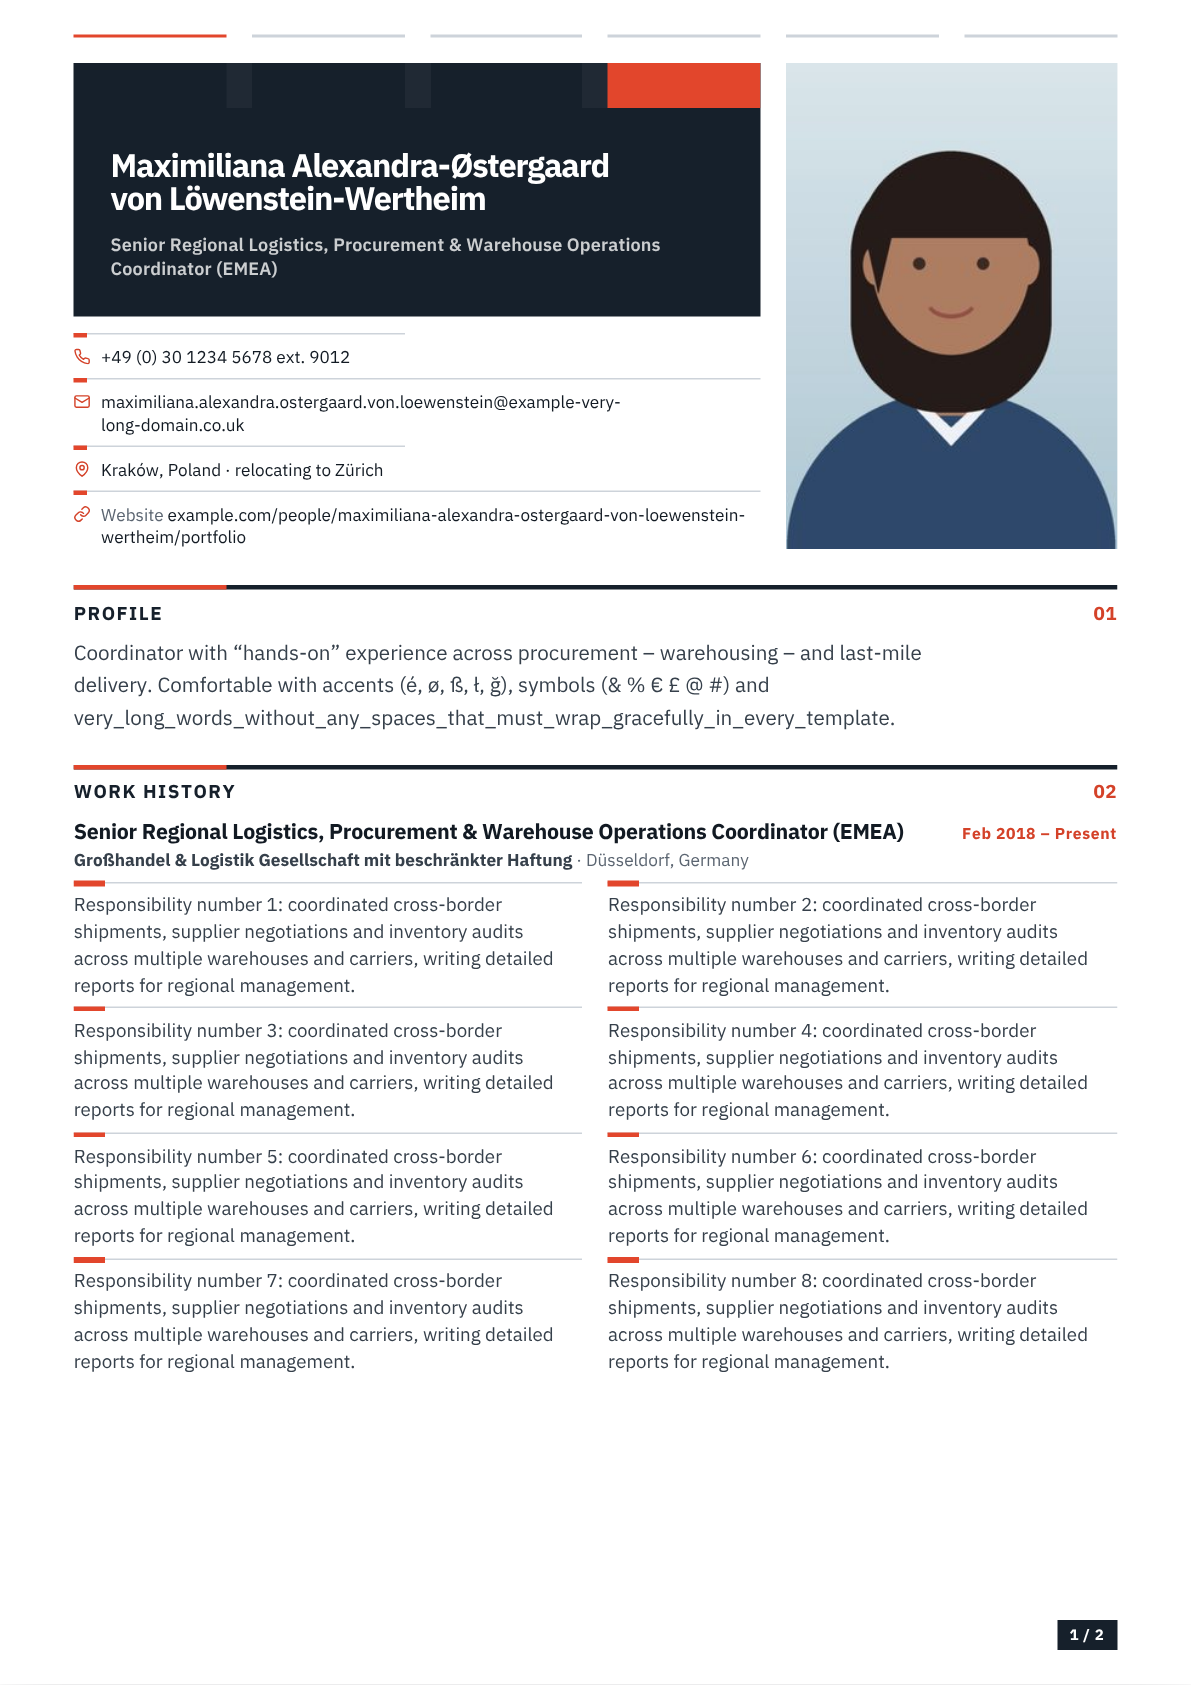 Maximiliana Alexandra-Østergaard
von Löwenstein-Wertheim
Senior Regional Logistics, Procurement & Warehouse Operations
Coordinator (EMEA)
+49 (0) 30 1234 5678 ext. 9012
maximiliana.alexandra.ostergaard.von.loewenstein@example-very-
long-domain.co.uk
Kraków, Poland · relocating to Zürich
Website example.com/people/maximiliana-alexandra-ostergaard-von-loewenstein-
wertheim/portfolio
PROFILE 01
Coordinator with “hands-on” experience across procurement – warehousing – and last-mile
delivery. Comfortable with accents (é, ø, ß, ł, ğ), symbols (& % € £ @ #) and
very_long_words_without_any_spaces_that_must_wrap_gracefully_in_every_template.
WORK HISTORY 02
Senior Regional Logistics, Procurement & Warehouse Operations Coordinator (EMEA) Feb 2018 – Present
Großhandel & Logistik Gesellschaft mit beschränkter Haftung · Düsseldorf, Germany
Responsibility number 1: coordinated cross-border
shipments, supplier negotiations and inventory audits
across multiple warehouses and carriers, writing detailed
reports for regional management.
Responsibility number 2: coordinated cross-border
shipments, supplier negotiations and inventory audits
across multiple warehouses and carriers, writing detailed
reports for regional management.
Responsibility number 3: coordinated cross-border
shipments, supplier negotiations and inventory audits
across multiple warehouses and carriers, writing detailed
reports for regional management.
Responsibility number 4: coordinated cross-border
shipments, supplier negotiations and inventory audits
across multiple warehouses and carriers, writing detailed
reports for regional management.
Responsibility number 5: coordinated cross-border
shipments, supplier negotiations and inventory audits
across multiple warehouses and carriers, writing detailed
reports for regional management.
Responsibility number 6: coordinated cross-border
shipments, supplier negotiations and inventory audits
across multiple warehouses and carriers, writing detailed
reports for regional management.
Responsibility number 7: coordinated cross-border
shipments, supplier negotiations and inventory audits
across multiple warehouses and carriers, writing detailed
reports for regional management.
Responsibility number 8: coordinated cross-border
shipments, supplier negotiations and inventory audits
across multiple warehouses and carriers, writing detailed
reports for regional management.
1 / 2